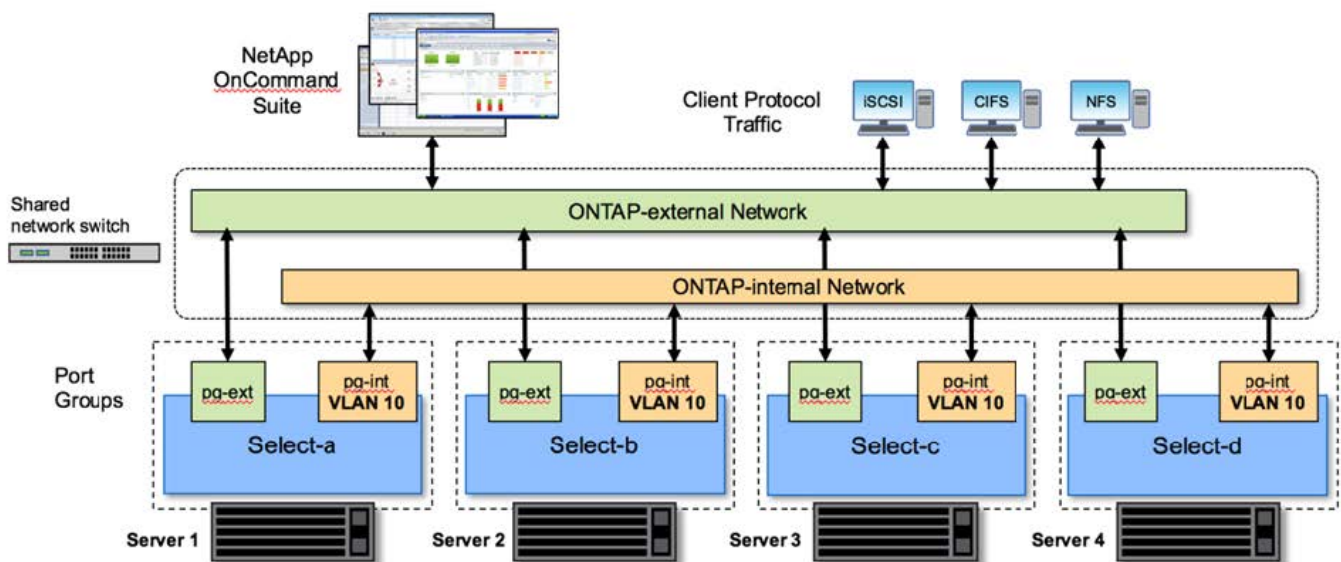 NetApp
OnCommand
Suite
Client Protocol
Traffic
iSCSI
CIFS
NFS
Shared
network switch
ONTAP-external Network
ONTAP-internal Network
Port
Groups
pg-ext
pg-int
VLAN 10
Select-a
pg-ext
pg-int
VLAN 10
Select-b
pg-ext
pg-int
VLAN 10
Select-c
pg-ext
pg-int
VLAN 10
Select-d
Server 1
Server 2
Server 3
Server 4